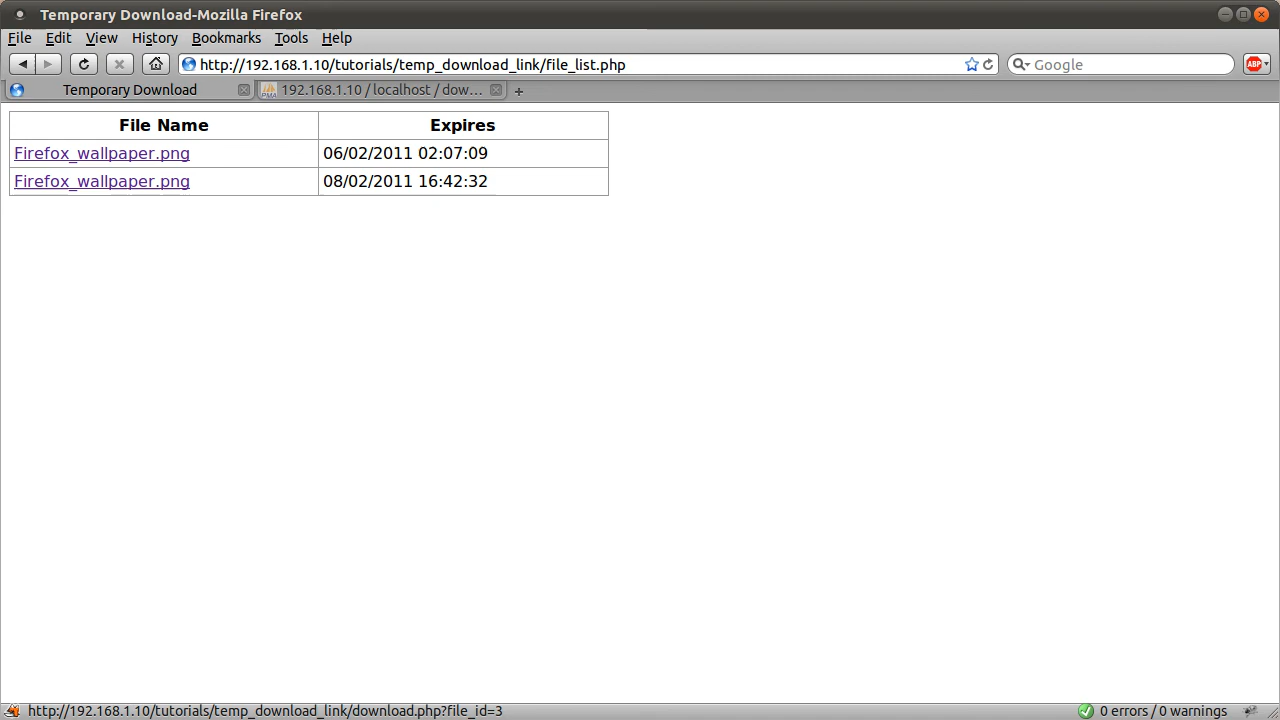 Temporary Download-Mozilla Firefox
File Edit View History Bookmarks Tools Help
http://192.168.1.10/tutorials/temp_download_link/file_list.php Google ABP
Temporary Download PMA 192.168.1.10 / localhost / dow... +
File Name Expires
Firefox_wallpaper.png 06/02/2011 02:07:09
Firefox_wallpaper.png 08/02/2011 16:42:32
http://192.168.1.10/tutorials/temp_download_link/download.php?file_id=3 0 errors / 0 warnings